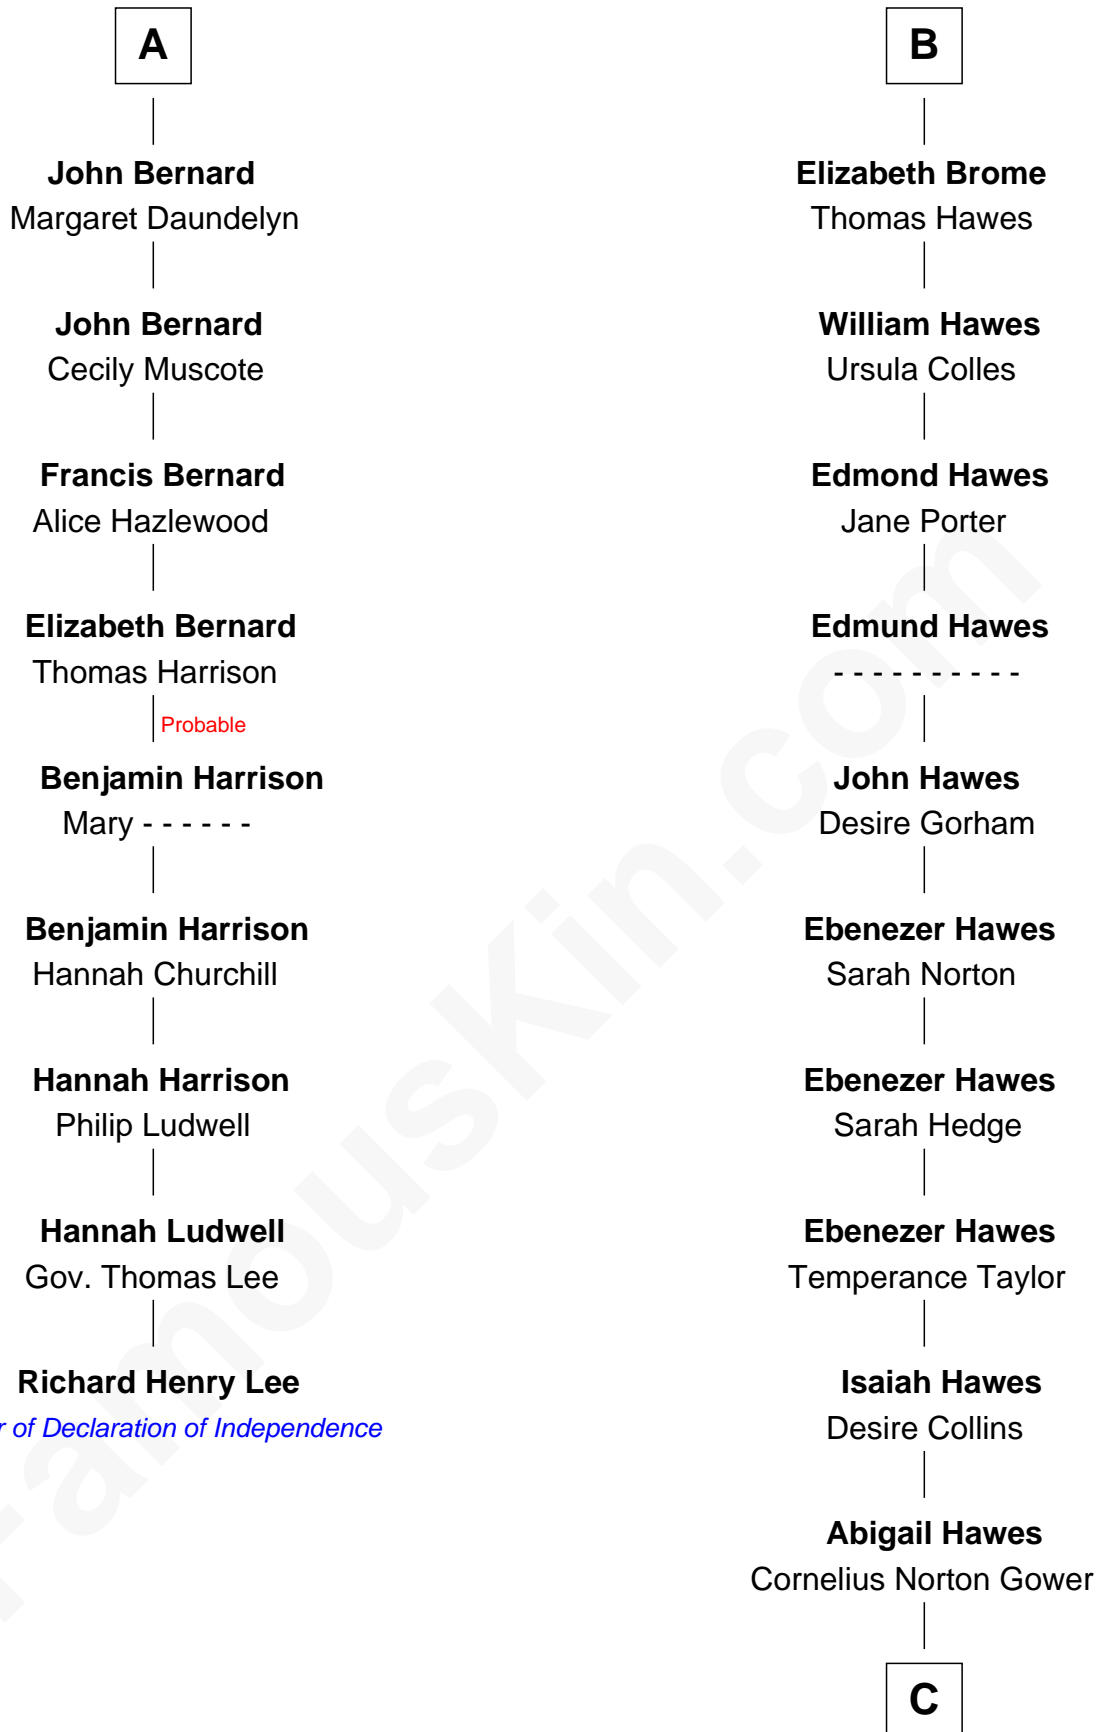 A
John Bernard
Margaret Daundelyn
John Bernard
Cecily Muscote
Francis Bernard
Alice Hazlewood
Elizabeth Bernard
Thomas Harrison
Probable
Benjamin Harrison
Mary - - - - - -
Benjamin Harrison
Hannah Churchill
Hannah Harrison
Philip Ludwell
Hannah Ludwell
Gov. Thomas Lee
Richard Henry Lee
of Declaration of Independence
B
Elizabeth Brome
Thomas Hawes
William Hawes
Ursula Colles
Edmond Hawes
Jane Porter
Edmund Hawes
- - - - - - - - - -
John Hawes
Desire Gorham
Ebenezer Hawes
Sarah Norton
Ebenezer Hawes
Sarah Hedge
Ebenezer Hawes
Temperance Taylor
Isaiah Hawes
Desire Collins
Abigail Hawes
Cornelius Norton Gower
C
FamousKin.com